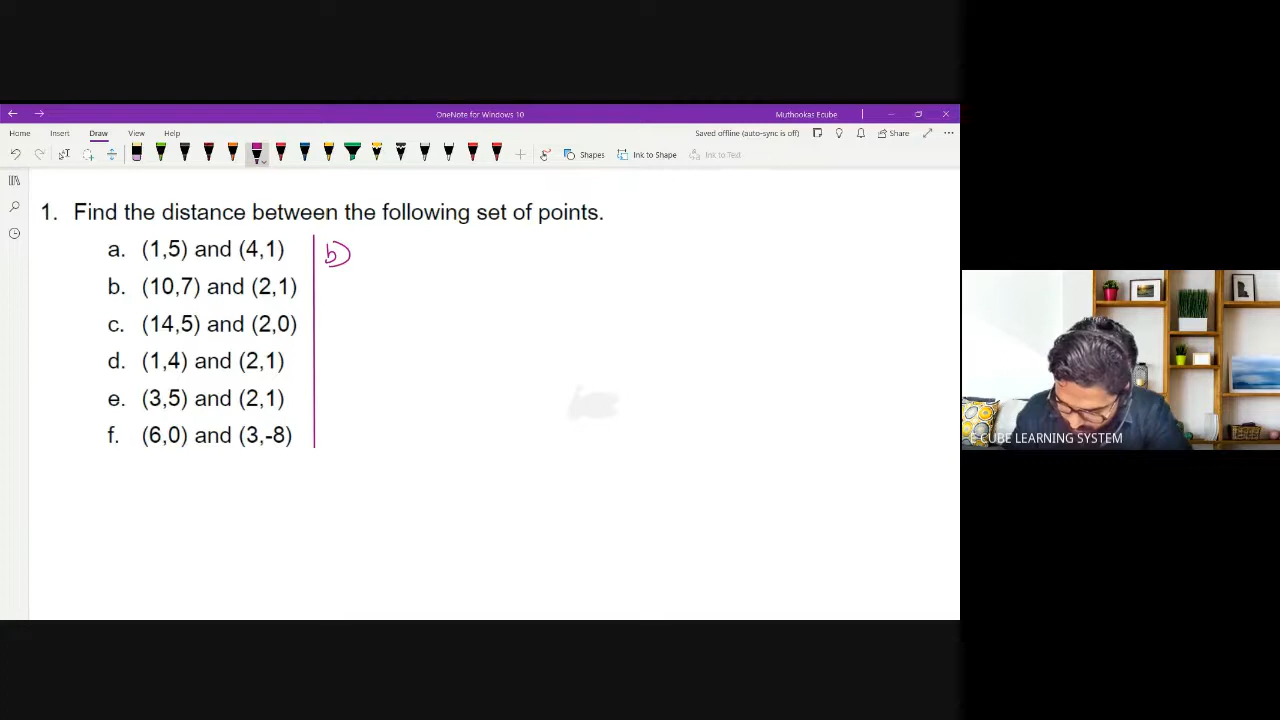 OneNote for Windows 10
Muthookas Ecube
Home Insert Draw View Help
Saved offline (auto-sync is off)
Share
Shapes
Ink to Shape
Ink to Text
1. Find the distance between the following set of points.
a. (1,5) and (4,1)
b)
b. (10,7) and (2,1)
c. (14,5) and (2,0)
d. (1,4) and (2,1)
e. (3,5) and (2,1)
f. (6,0) and (3,-8)
E CUBE LEARNING SYSTEM